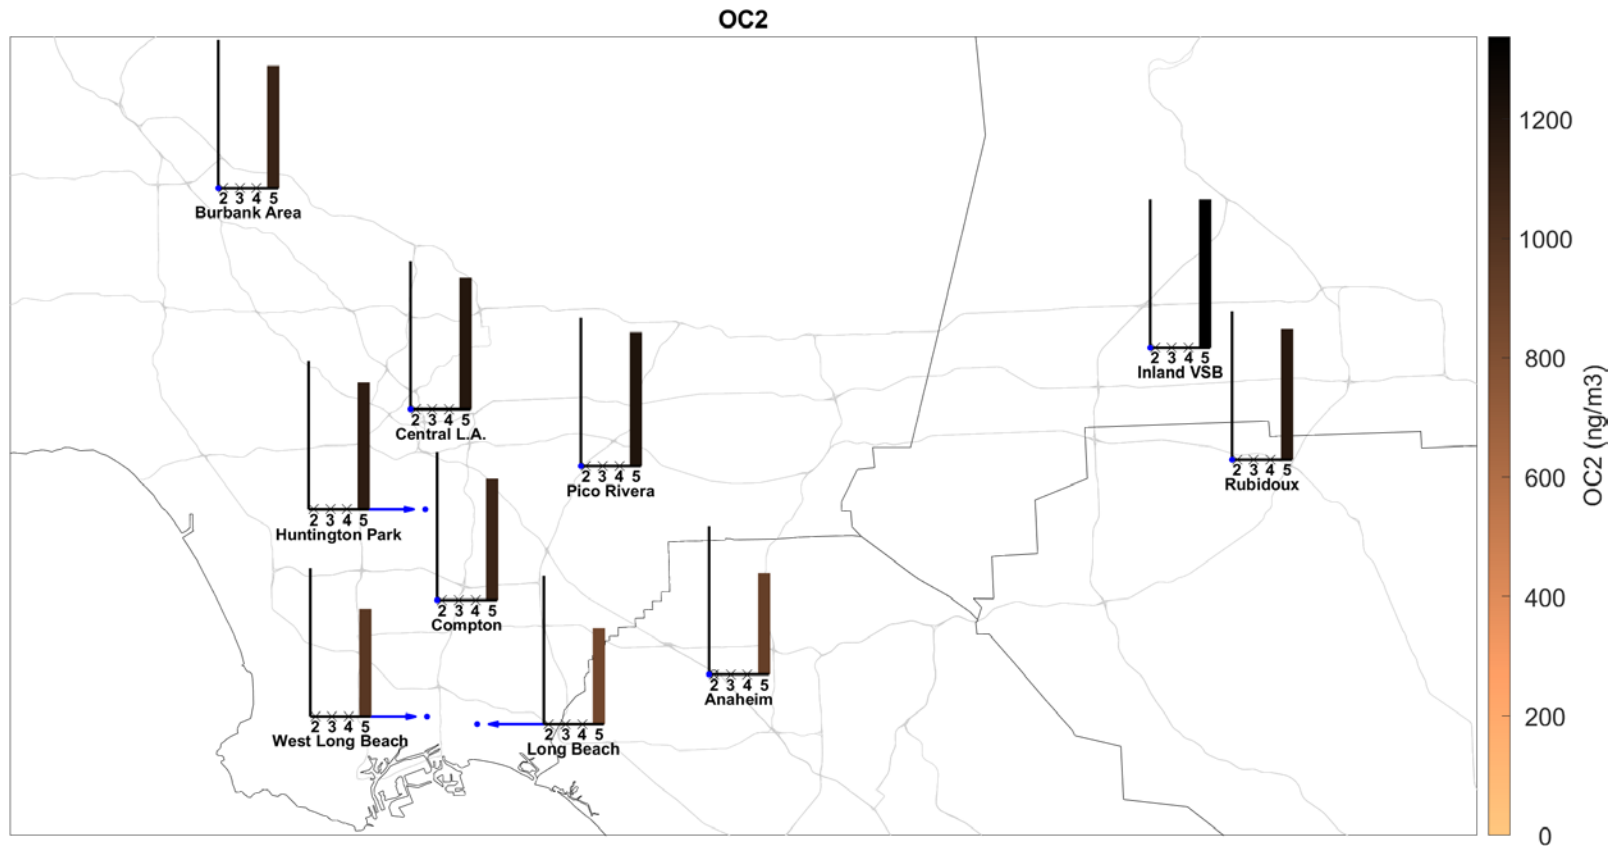 OC2
2 3 4 5
Burbank Area
2 3 4 5
Central L.A.
2 3 4 5
Inland VSB
2 3 4 5
Huntington Park
2 3 4 5
Pico Rivera
2 3 4 5
Rubidoux
2 3 4 5
Compton
2 3 4 5
West Long Beach
2 3 4 5
Long Beach
2 3 4 5
Anaheim
1200
1000
800
600
400
200
0
OC2 (ng/m3)